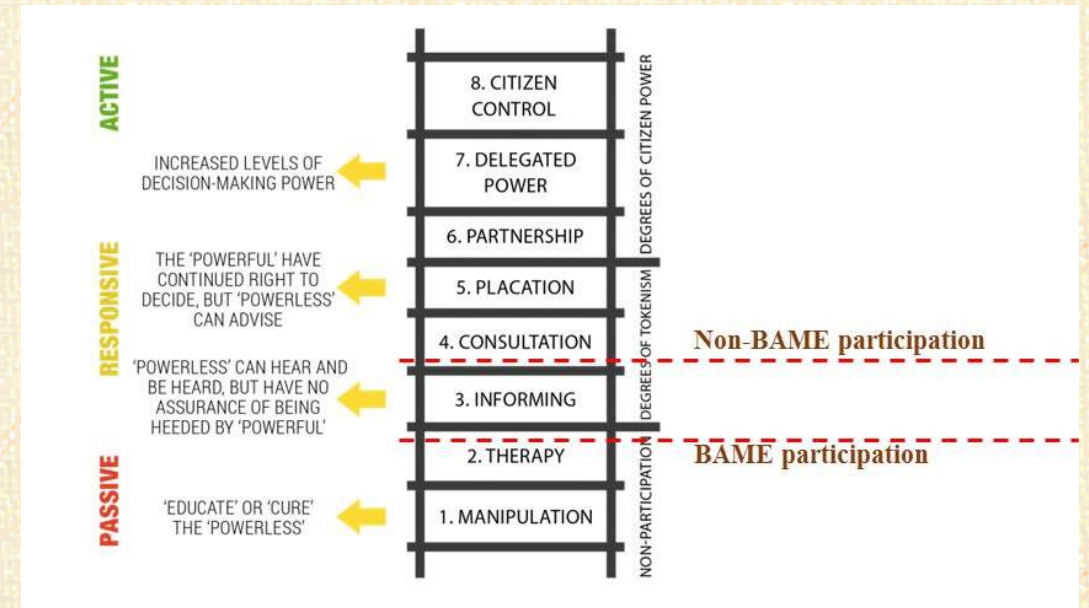 ACTIVE
INCREASED LEVELS OF
DECISION-MAKING POWER
RESPONSIVE
THE ‘POWERFUL’ HAVE
CONTINUED RIGHT TO
DECIDE, BUT ‘POWERLESS’
CAN ADVISE
‘POWERLESS’ CAN HEAR AND
BE HEARD, BUT HAVE NO
ASSURANCE OF BEING
HEEDED BY ‘POWERFUL’
PASSIVE
‘EDUCATE’ OR ‘CURE’
THE ‘POWERLESS’
8. CITIZEN
CONTROL
7. DELEGATED
POWER
6. PARTNERSHIP
5. PLACATION
4. CONSULTATION
3. INFORMING
2. THERAPY
1. MANIPULATION
DEGREES OF CITIZEN POWER
DEGREES OF TOKENISM
NON-PARTICIPATION
Non-BAME participation
BAME participation